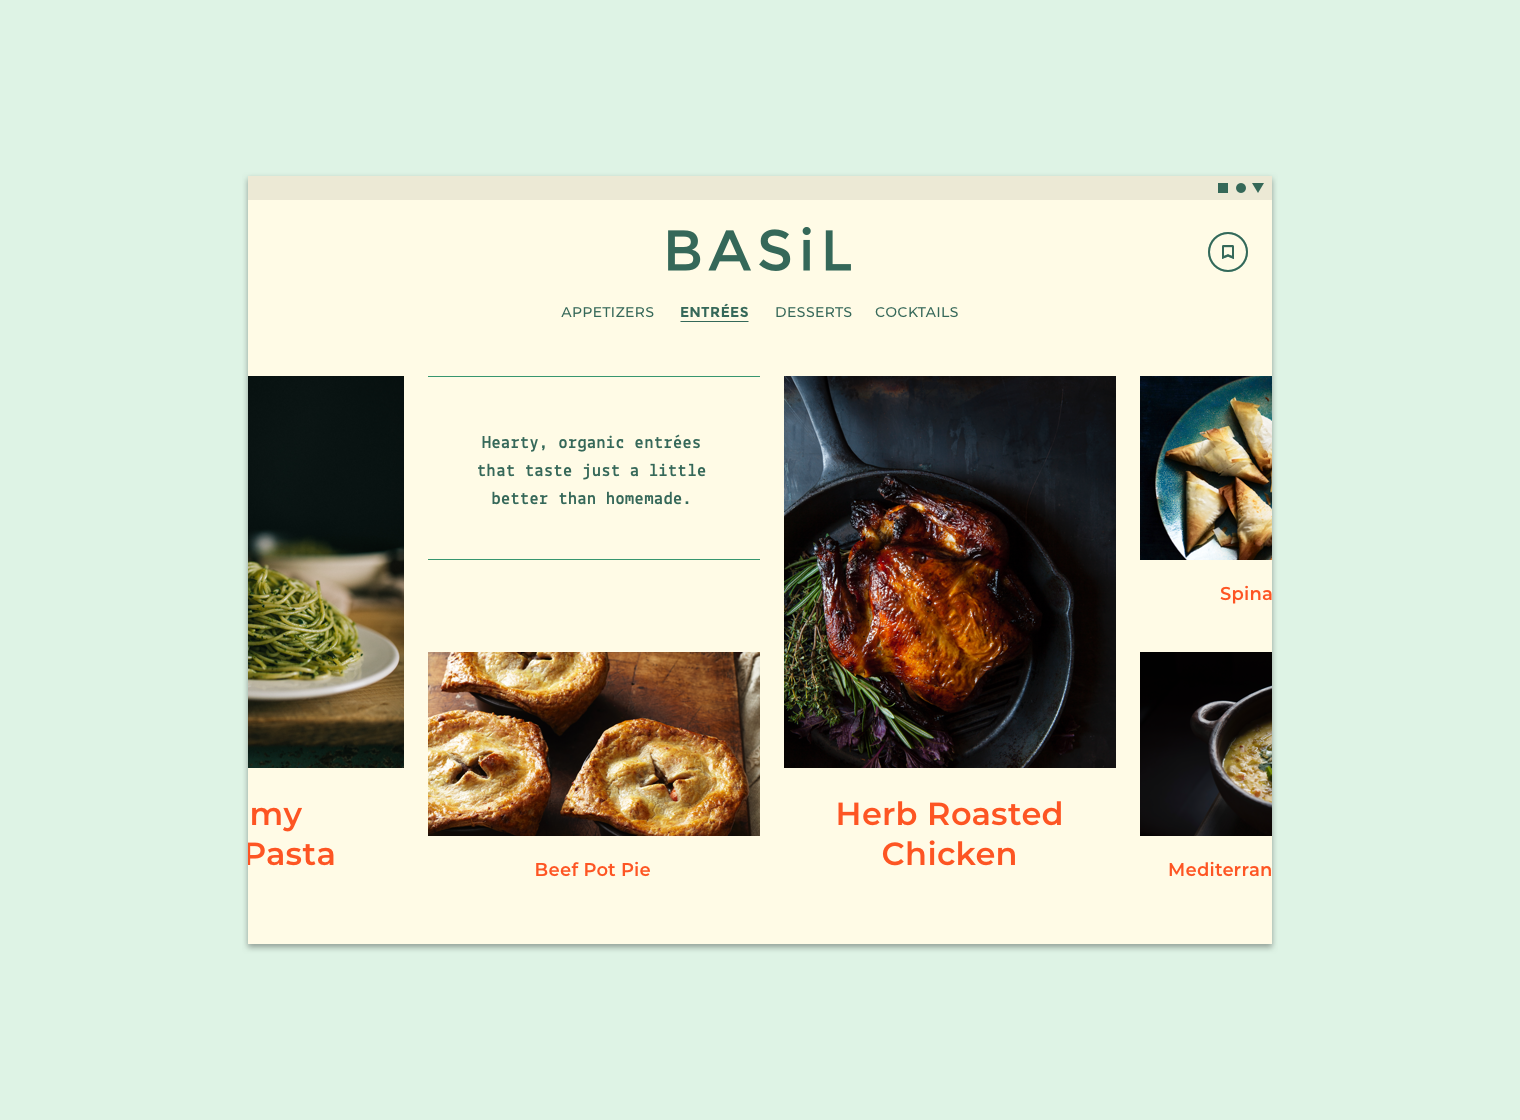 BASiL
APPETIZERS ENTRÉES DESSERTS COCKTAILS
Hearty, organic entrées
that taste just a little
better than homemade.
my
Pasta
Beef Pot Pie
Herb Roasted
Chicken
Spina
Mediterran